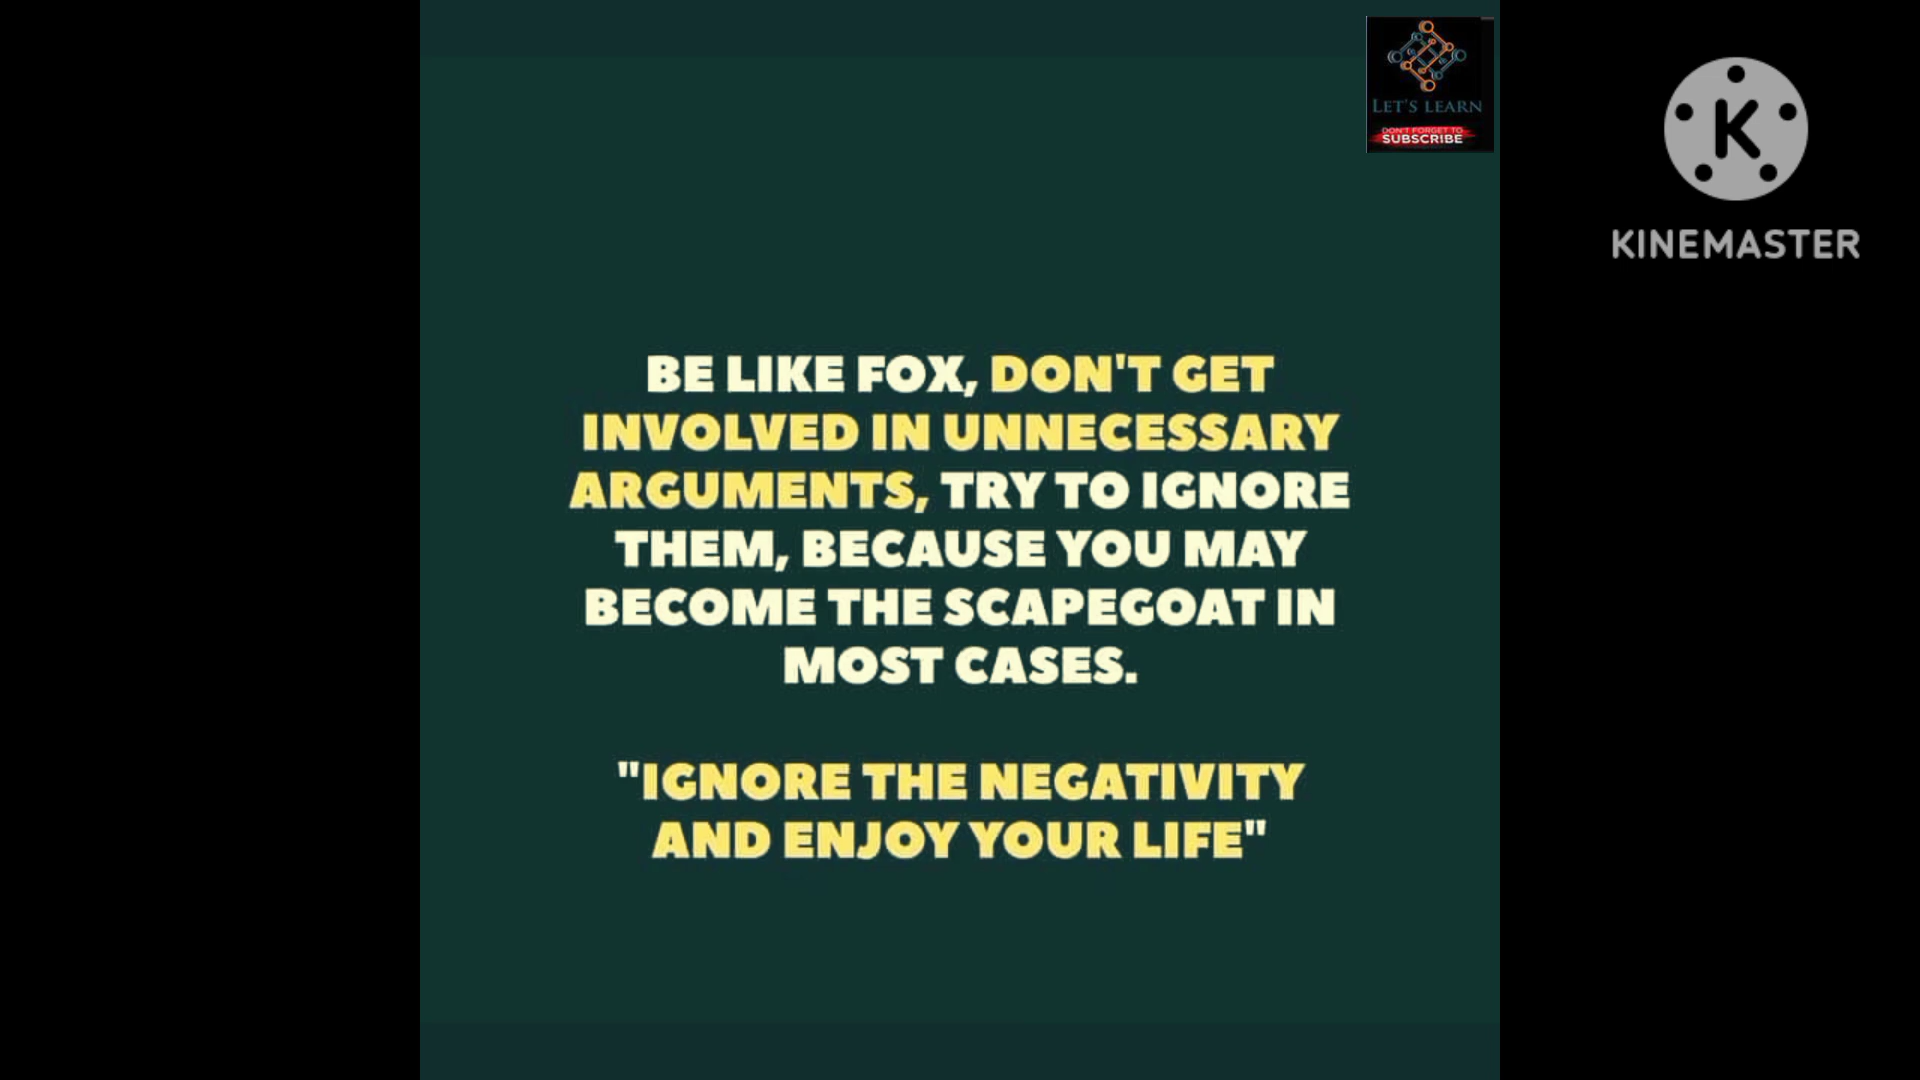 LET'S LEARN
DON'T FORGET TO
SUBSCRIBE
K
KINEMASTER
BE LIKE FOX, DON'T GET
INVOLVED IN UNNECESSARY
ARGUMENTS, TRY TO IGNORE
THEM, BECAUSE YOU MAY
BECOME THE SCAPEGOAT IN
MOST CASES.
"IGNORE THE NEGATIVITY
AND ENJOY YOUR LIFE"